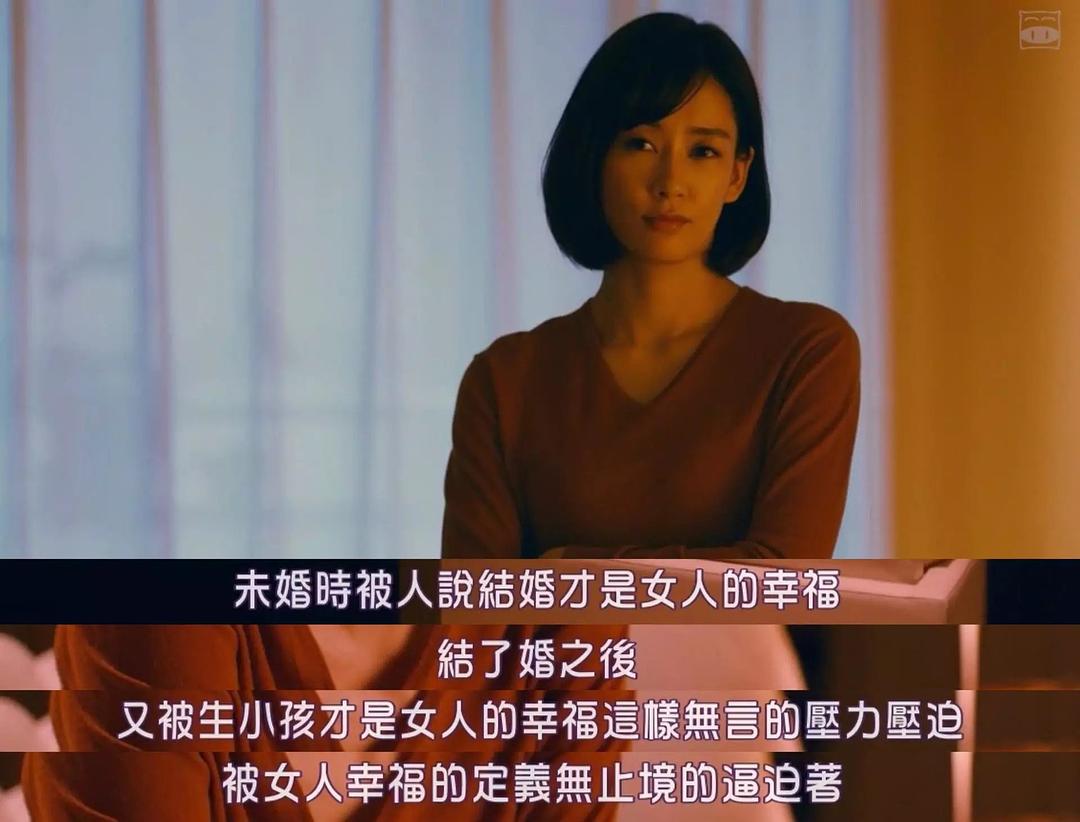 未婚時被人說結婚才是女人的幸福
結了婚之後
又被生小孩才是女人的幸福這樣無言的壓力壓迫
被女人幸福的定義無止境的逼迫著